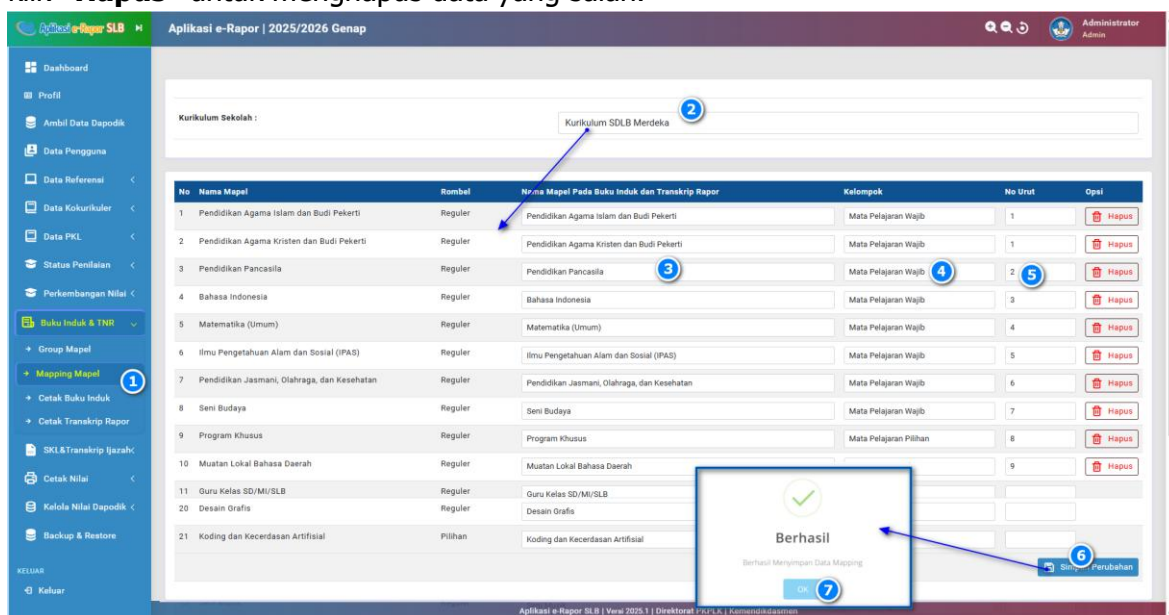 klik "Hapus" untuk menghapus data yang salah.
Aplikasi e-Rapor SLB
Aplikasi e-Rapor | 2025/2026 Genap
Administrator
Admin
Dashboard
Profil
Ambil Data Dapodik
Data Pengguna
Data Referensi
Data Kokurikuler
Data PKL
Status Penilaian
Perkembangan Nilai
Buku Induk & TNR
Group Mapel
Mapping Mapel
1
Cetak Buku Induk
Cetak Transkrip Rapor
SKL&Transkrip Ijazah
Cetak Nilai
Kelola Nilai Dapodik
Backup & Restore
KELUAR
Keluar
Kurikulum Sekolah :
Kurikulum SDLB Merdeka
2
No Nama Mapel Rombel Nama Mapel Pada Buku Induk dan Transkrip Rapor Kelompok No Urut Opsi
1 Pendidikan Agama Islam dan Budi Pekerti Reguler Pendidikan Agama Islam dan Budi Pekerti Mata Pelajaran Wajib 1 Hapus
2 Pendidikan Agama Kristen dan Budi Pekerti Reguler Pendidikan Agama Kristen dan Budi Pekerti Mata Pelajaran Wajib 1 Hapus
3 Pendidikan Pancasila Reguler Pendidikan Pancasila 3 Mata Pelajaran Wajib 4 2 5 Hapus
4 Bahasa Indonesia Reguler Bahasa Indonesia Mata Pelajaran Wajib 3 Hapus
5 Matematika (Umum) Reguler Matematika (Umum) Mata Pelajaran Wajib 4 Hapus
6 Ilmu Pengetahuan Alam dan Sosial (IPAS) Reguler Ilmu Pengetahuan Alam dan Sosial (IPAS) Mata Pelajaran Wajib 5 Hapus
7 Pendidikan Jasmani, Olahraga, dan Kesehatan Reguler Pendidikan Jasmani, Olahraga, dan Kesehatan Mata Pelajaran Wajib 6 Hapus
8 Seni Budaya Reguler Seni Budaya Mata Pelajaran Wajib 7 Hapus
9 Program Khusus Reguler Program Khusus Mata Pelajaran Pilihan 8 Hapus
10 Muatan Lokal Bahasa Daerah Reguler Muatan Lokal Bahasa Daerah 9 Hapus
11 Guru Kelas SD/MI/SLB Reguler Guru Kelas SD/MI/SLB
20 Desain Grafis Reguler Desain Grafis
21 Koding dan Kecerdasan Artifisial Pilihan Koding dan Kecerdasan Artifisial
Berhasil
Berhasil Menyimpan Data Mapping
OK 7
6
Perubahan
Aplikasi e-Rapor SLB | Versi 2025.1 | Direktorat PKPLK | Kemendikdasmen